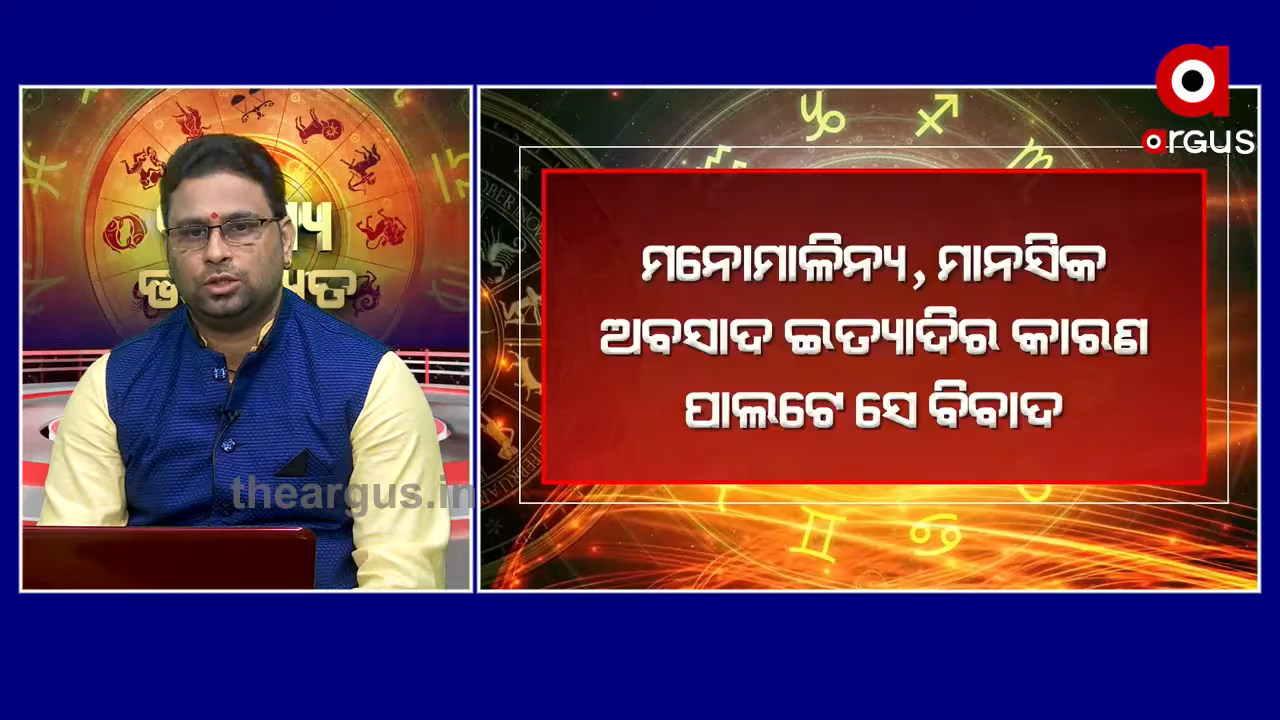 argus
ମନୋମାଳିନ୍ୟ, ମାନସିକ
ଅବସାଦ ଇତ୍ୟାଦିର କାରଣ
ପାଲଟେ ସେ ବିବାଦ
theargus.in